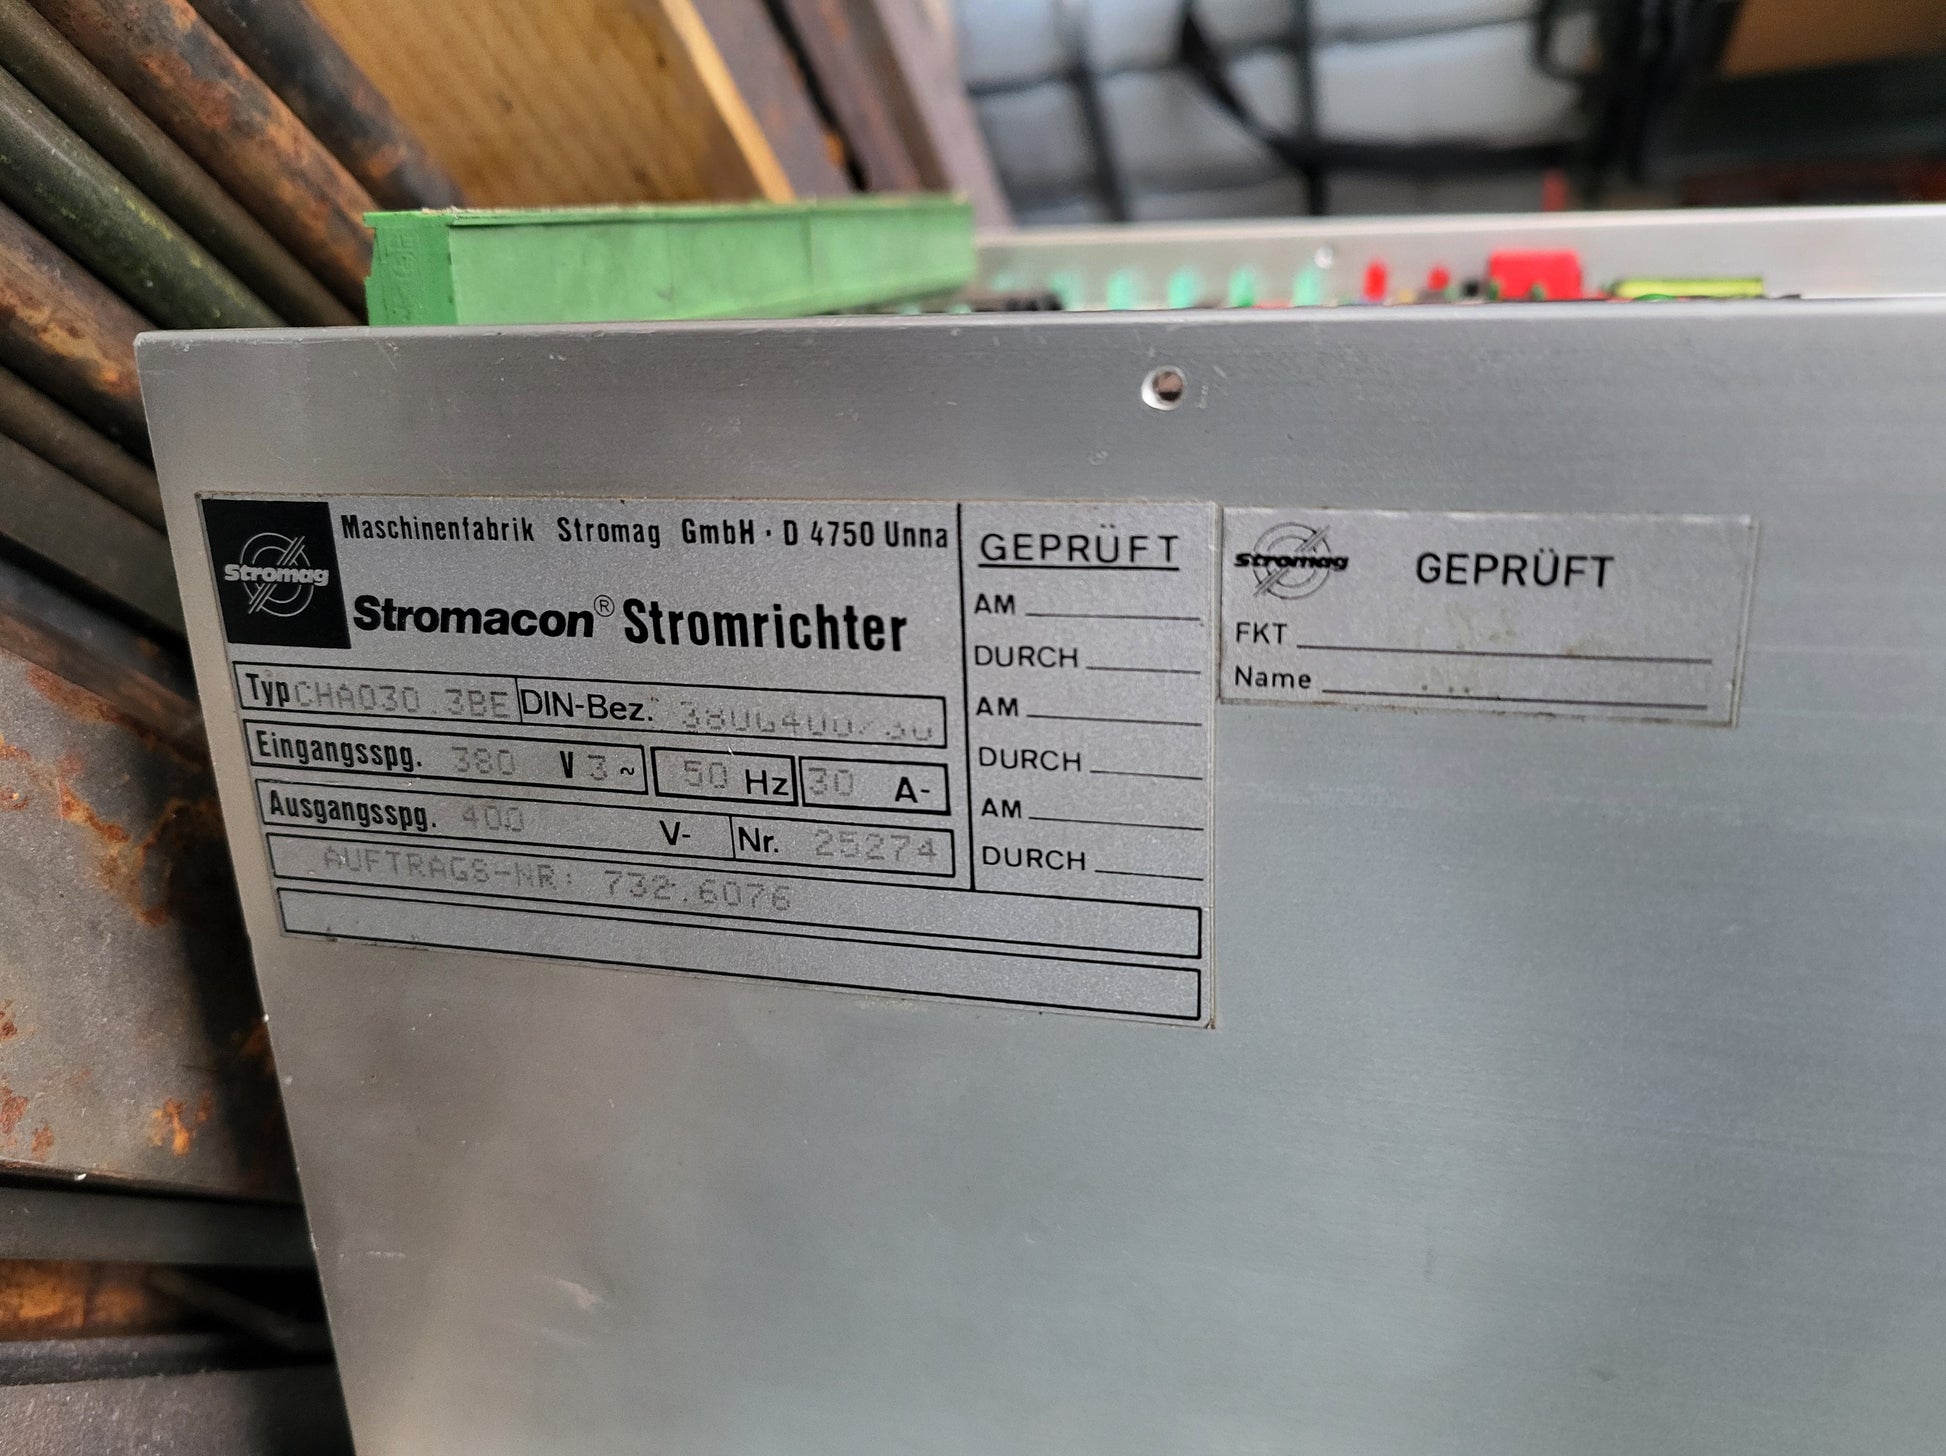 Stromag
Maschinenfabrik Stromag GmbH · D 4750 Unna
Stromacon® Stromrichter
Typ CHA030.3BE DIN-Bez. 380G400/30
Eingangsspg. 380 V 3~ 50 Hz 30 A-
Ausgangsspg. 400 V- Nr. 25274
AUFTRAGS-NR: 732.6076
GEPRÜFT
AM
DURCH
AM
DURCH
AM
DURCH
Stromag GEPRÜFT
FKT
Name